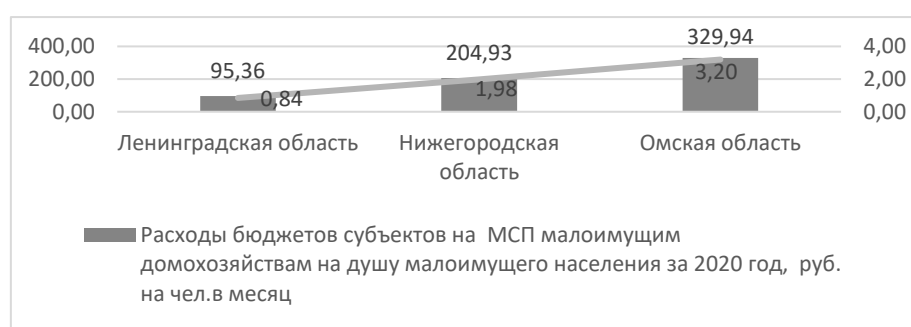 400,00
200,00
0,00
95,36
204,93
329,94
0,84
1,98
3,20
4,00
2,00
0,00
Ленинградская область
Нижегородская
область
Омская область
Расходы бюджетов субъектов на МСП малоимущим
домохозяйствам на душу малоимущего населения за 2020 год, руб.
на чел.в месяц